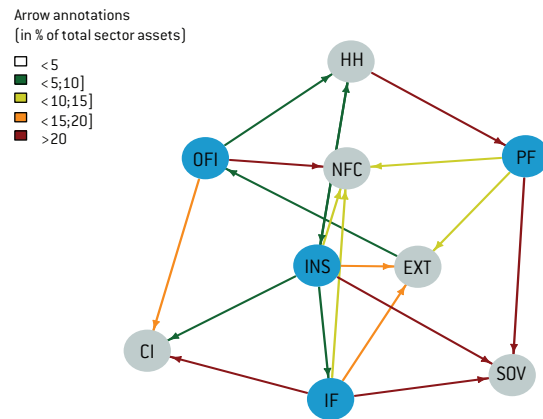 Arrow annotations
(in % of total sector assets)
<5
<5;10]
<10;15]
<15;20]
>20
HH
OFI
NFC
PF
INS
EXT
CI
SOV
IF